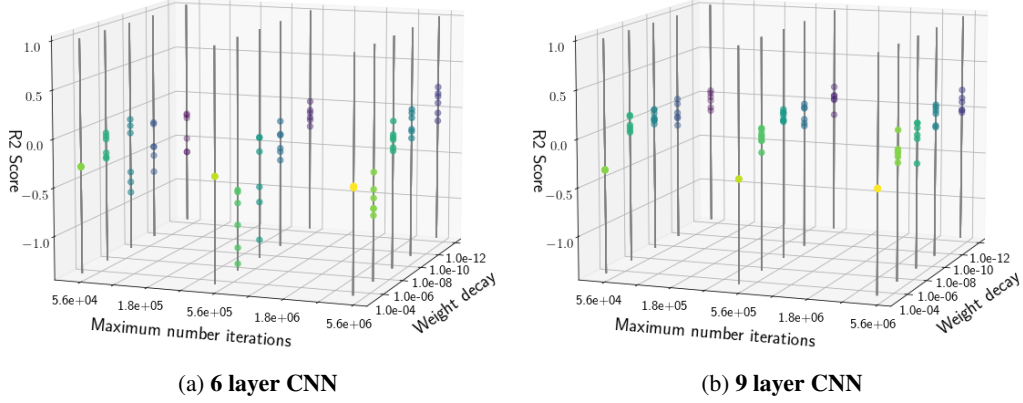 1.0
0.5
0.0
−0.5
−1.0
R2 Score
5.6e+04
1.8e+05
5.6e+05
1.8e+06
5.6e+06
Maximum number iterations
1.0e-12
1.0e-10
1.0e-08
1.0e-06
1.0e-04
Weight decay
(a) 6 layer CNN
1.0
0.5
0.0
−0.5
−1.0
R2 Score
5.6e+04
1.8e+05
5.6e+05
1.8e+06
5.6e+06
Maximum number iterations
1.0e-12
1.0e-10
1.0e-08
1.0e-06
1.0e-04
Weight decay
(b) 9 layer CNN